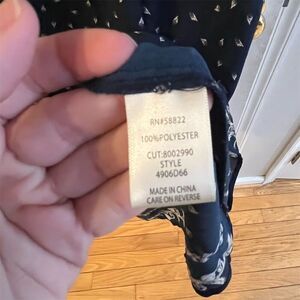 RN#58822
100%POLYESTER
CUT:8002990
STYLE
4906D66
MADE IN CHINA
CARE ON REVERSE